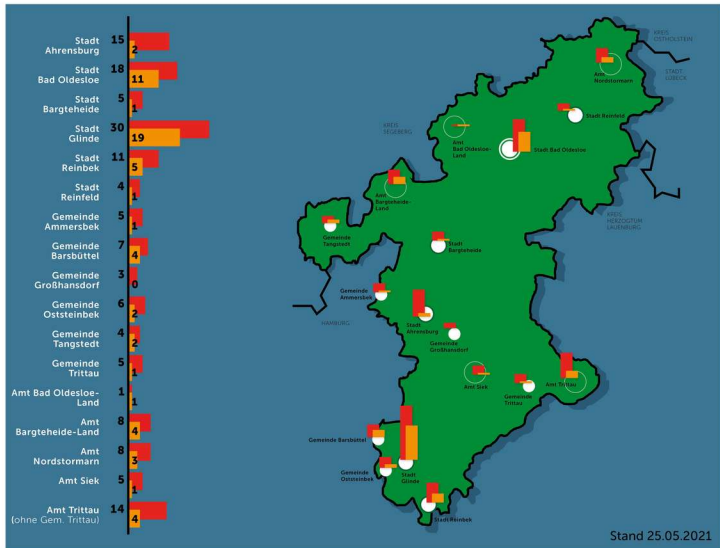 Stadt
Ahrensburg
15
2
Stadt
Bad Oldesloe
18
11
Stadt
Bargteheide
5
1
Stadt
Glinde
30
19
Stadt
Reinbek
11
5
Stadt
Reinfeld
4
1
Gemeinde
Ammersbek
5
1
Gemeinde
Barsbüttel
7
4
Gemeinde
Großhansdorf
3
0
Gemeinde
Oststeinbek
6
2
Gemeinde
Tangstedt
4
2
Gemeinde
Trittau
5
1
Amt Bad Oldesloe-
Land
1
1
Amt
Bargteheide-Land
8
4
Amt
Nordstormarn
8
3
Amt Siek
5
1
Amt Trittau
(ohne Gem. Trittau)
14
4
KREIS
OSTHOLSTEIN
STADT
LÜBECK
Amt
Nordstormarn
Stadt Reinfeld
KREIS
SEGEBERG
Amt
Bad Oldesloe-
Land
Stadt Bad Oldesloe
Amt
Bargteheide-
Land
KREIS
HERZOGTUM
LAUENBURG
Gemeinde
Tangstedt
Stadt
Bargteheide
Gemeinde
Ammersbek
HAMBURG
Stadt
Ahrensburg
Gemeinde
Großhansdorf
Amt Siek
Gemeinde
Trittau
Amt Trittau
Gemeinde Barsbüttel
Gemeinde
Oststeinbek
Stadt
Glinde
Stadt Reinbek
Stand 25.05.2021